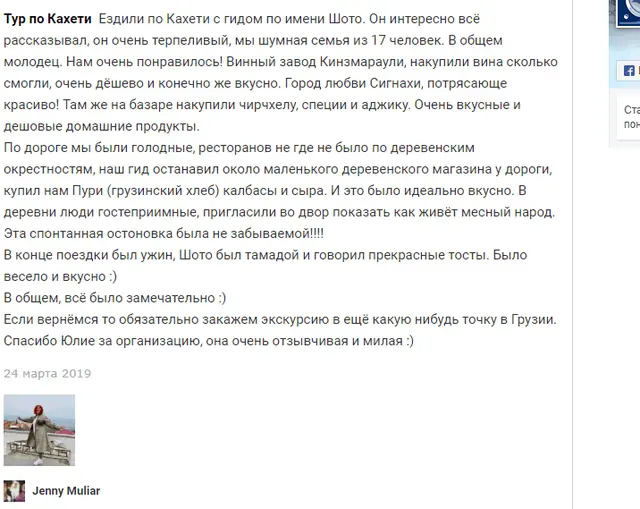 Тур по Кахети Ездили по Кахети с гидом по имени Шото. Он интересно всё
рассказывал, он очень терпеливый, мы шумная семья из 17 человек. В общем
молодец. Нам очень понравилось! Винный завод Кинзмараули, накупили вина сколько
смогли, очень дёшево и конечно же вкусно. Город любви Сигнахи, потрясающе
красиво! Там же на базаре накупили чирчхелу, специи и аджику. Очень вкусные и
дешовые домашние продукты.
По дороге мы были голодные, ресторанов не где не было по деревенским
окрестностям, наш гид останавил около маленького деревенского магазина у дороги,
купил нам Пури (грузинский хлеб) калбасы и сыра. И это было идеально вкусно. В
деревни люди гостеприимные, пригласили во двор показать как живёт месный народ.
Эта спонтанная остоновка была не забываемой!!!!
В конце поездки был ужин, Шото был тамадой и говорил прекрасные тосты. Было
весело и вкусно :)
В общем, всё было замечательно :)
Если вернёмся то обязательно закажем экскурсию в ещё какую нибудь точку в Грузии.
Спасибо Юлие за организацию, она очень отзывчивая и милая :)
24 марта 2019
Jenny Muliar
Ста
пон